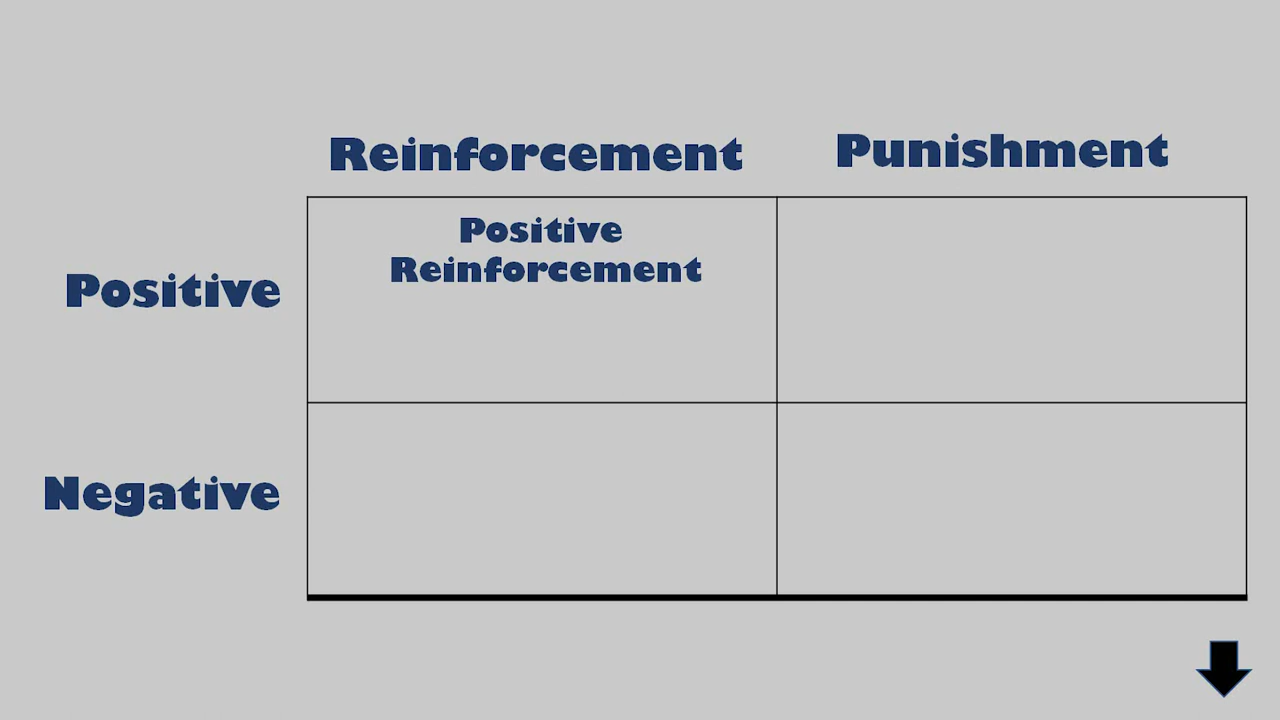 Reinforcement
Punishment
Positive
Reinforcement
Positive
Negative